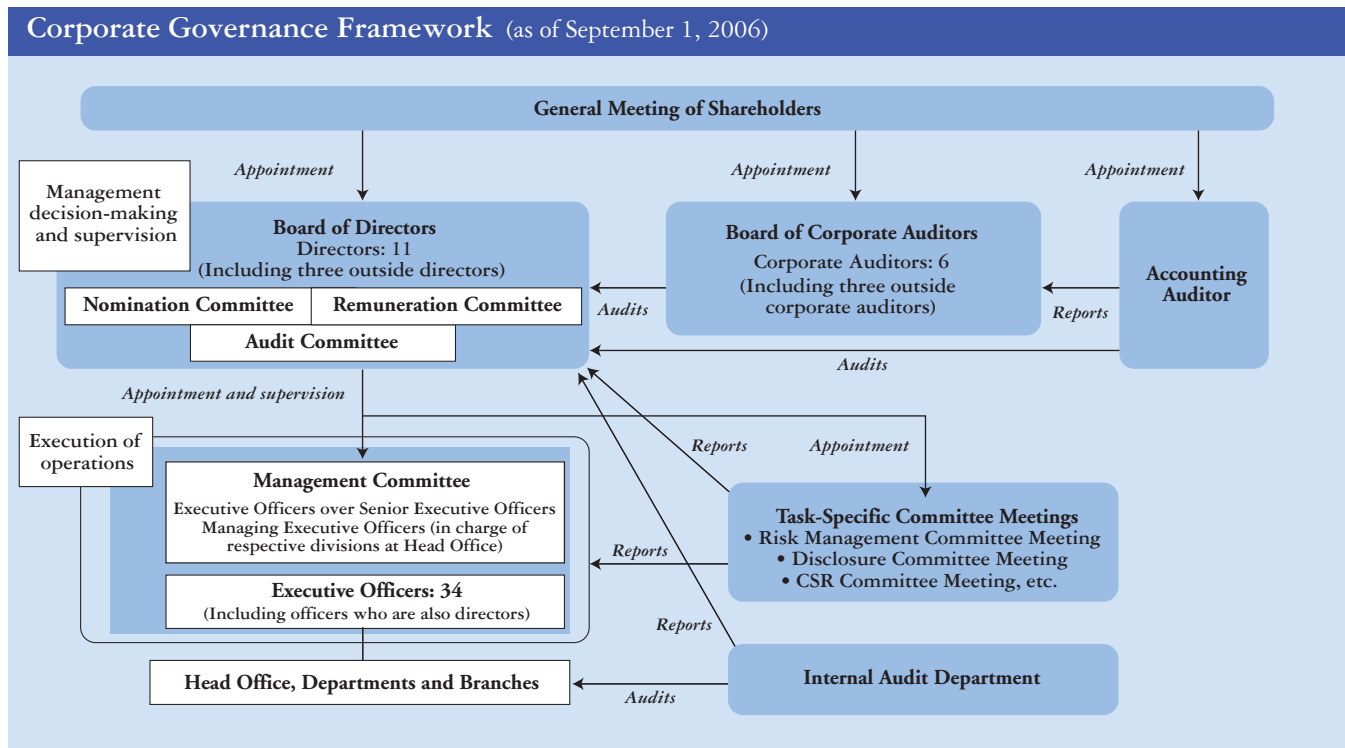 Corporate Governance Framework (as of September 1, 2006)
General Meeting of Shareholders
Appointment
Appointment
Appointment
Management
decision-making
and supervision
Board of Directors
Directors: 11
(Including three outside directors)
Nomination Committee
Remuneration Committee
Audit Committee
Audits
Board of Corporate Auditors
Corporate Auditors: 6
(Including three outside
corporate auditors)
Reports
Accounting
Auditor
Audits
Appointment and supervision
Execution of
operations
Reports
Appointment
Management Committee
Executive Officers over Senior Executive Officers
Managing Executive Officers (in charge of
respective divisions at Head Office)
Executive Officers: 34
(Including officers who are also directors)
Reports
Task-Specific Committee Meetings
• Risk Management Committee Meeting
• Disclosure Committee Meeting
• CSR Committee Meeting, etc.
Reports
Head Office, Departments and Branches
Audits
Internal Audit Department